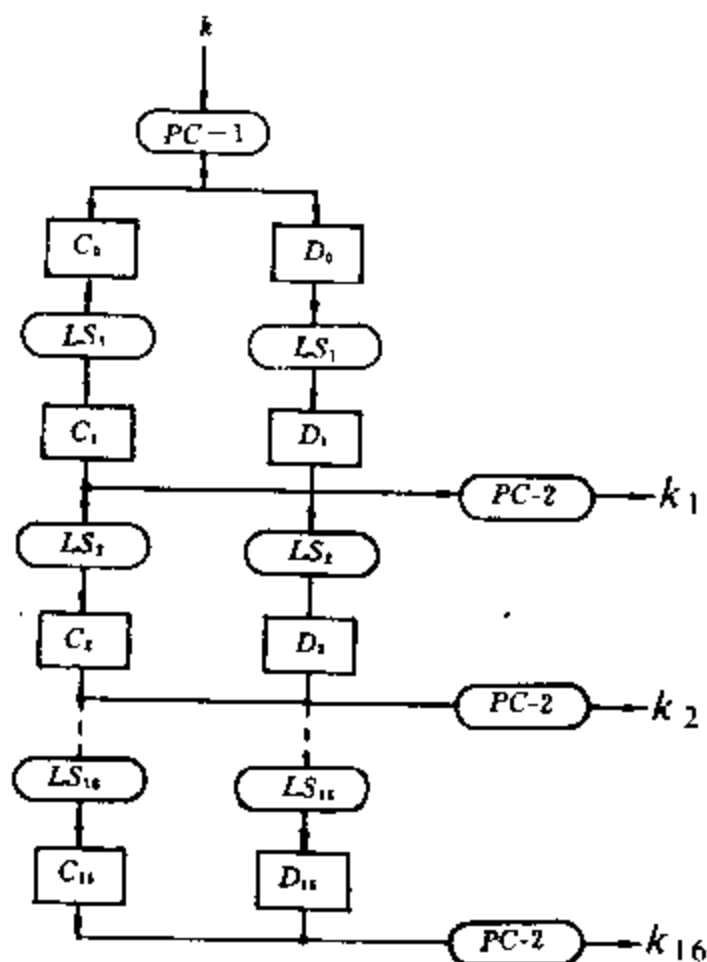 k
PC-1
C₀ D₀
LS₁ LS₁
C₁ D₁
PC-2 k₁
LS₂ LS₂
C₂ D₂
PC-2 k₂
LS₁₆ LS₁₆
C₁₆ D₁₆
PC-2 k₁₆